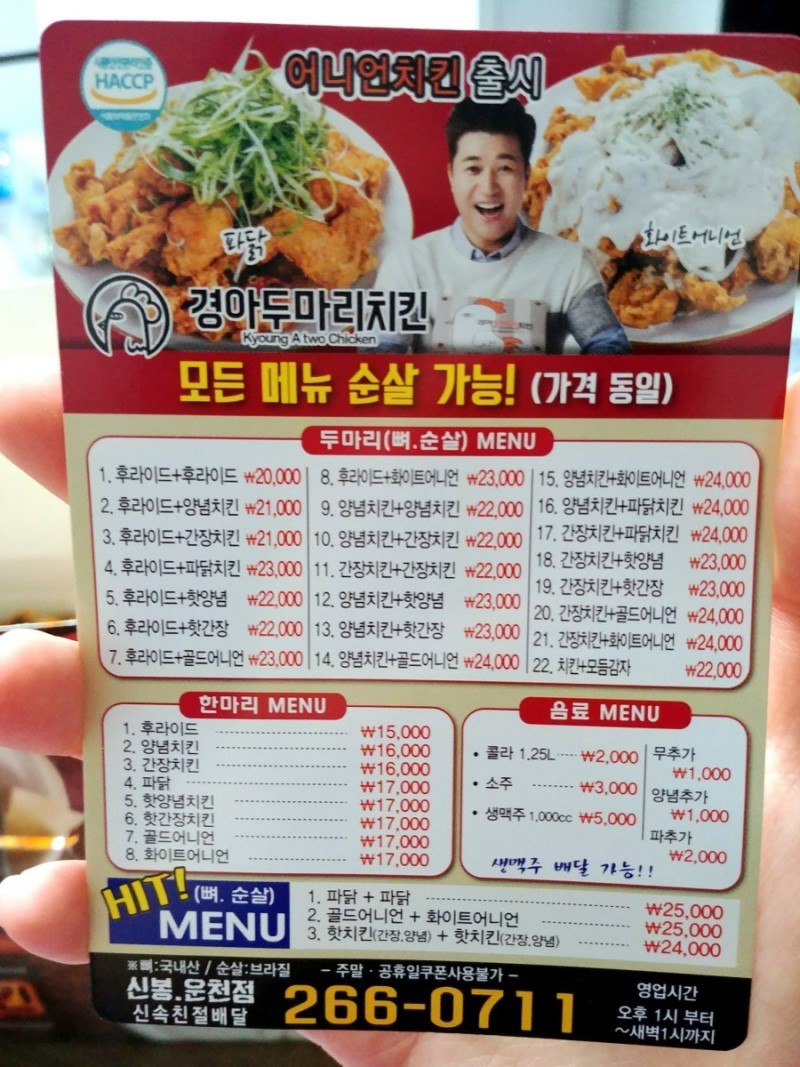 어니언치킨 출시
HACCP
파닭
화이트어니언
경아두마리치킨
Kyoung A two Chicken
모든 메뉴 순살 가능! (가격 동일)
두마리(뼈.순살) MENU
1. 후라이드+후라이드 ₩20,000
2. 후라이드+양념치킨 ₩21,000
3. 후라이드+간장치킨 ₩21,000
4. 후라이드+파닭치킨 ₩23,000
5. 후라이드+핫양념 ₩22,000
6. 후라이드+핫간장 ₩22,000
7. 후라이드+골드어니언 ₩23,000
8. 후라이드+화이트어니언 ₩23,000
9. 양념치킨+양념치킨 ₩22,000
10. 양념치킨+간장치킨 ₩22,000
11. 간장치킨+간장치킨 ₩22,000
12. 양념치킨+핫양념 ₩23,000
13. 양념치킨+핫간장 ₩23,000
14. 양념치킨+골드어니언 ₩24,000
15. 양념치킨+화이트어니언 ₩24,000
16. 양념치킨+파닭치킨 ₩24,000
17. 간장치킨+파닭치킨 ₩24,000
18. 간장치킨+핫양념 ₩23,000
19. 간장치킨+핫간장 ₩23,000
20. 간장치킨+골드어니언 ₩24,000
21. 간장치킨+화이트어니언 ₩24,000
22. 치킨+모듬감자 ₩22,000
한마리 MENU
1. 후라이드 ₩15,000
2. 양념치킨 ₩16,000
3. 간장치킨 ₩16,000
4. 파닭 ₩17,000
5. 핫양념치킨 ₩17,000
6. 핫간장치킨 ₩17,000
7. 골드어니언 ₩17,000
8. 화이트어니언 ₩17,000
음료 MENU
• 콜라 1.25L ₩2,000
• 소주 ₩3,000
• 생맥주 1,000cc ₩5,000
무추가
₩1,000
양념추가
₩1,000
파추가
₩2,000
생맥주 배달 가능!!
HIT! (뼈. 순살)
MENU
1. 파닭 + 파닭 ₩25,000
2. 골드어니언 + 화이트어니언 ₩25,000
3. 핫치킨(간장,양념) + 핫치킨(간장,양념) ₩24,000
※뼈:국내산 / 순살:브라질 – 주말 · 공휴일쿠폰사용불가 –
신봉.운천점
신속친절배달
266-0711
영업시간
오후 1시 부터
~새벽1시까지